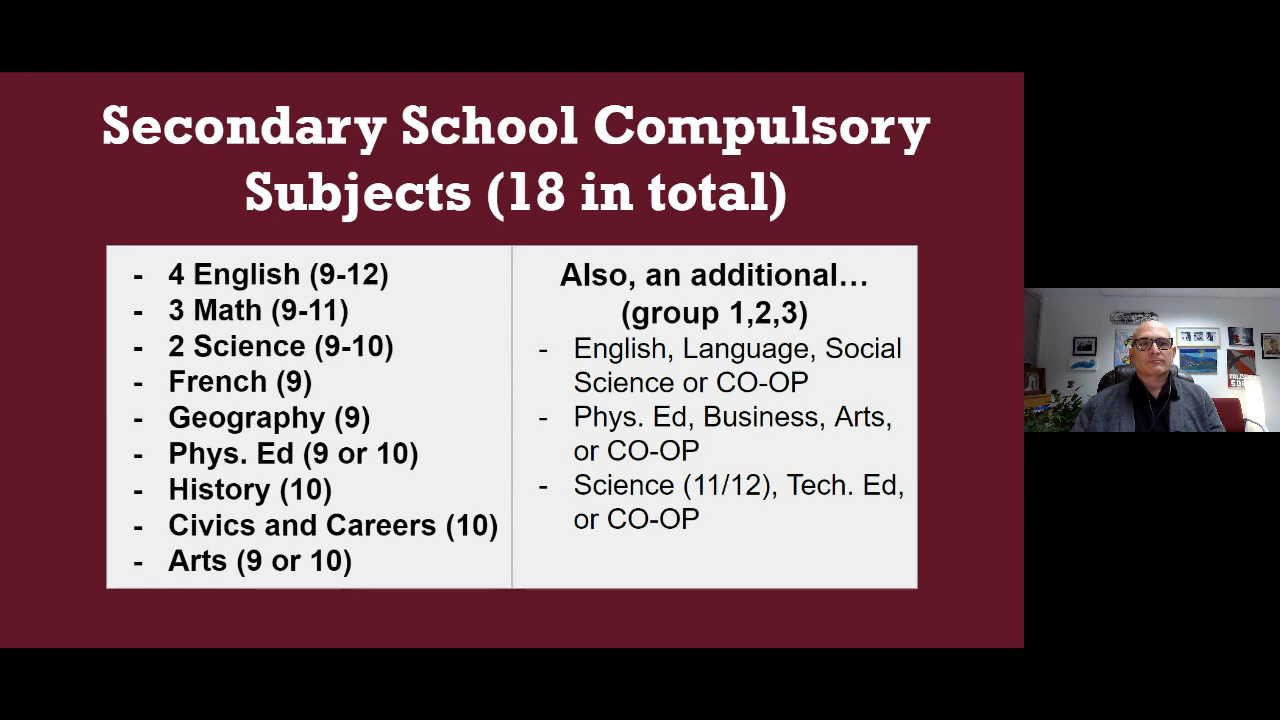 Secondary School Compulsory
Subjects (18 in total)
- 4 English (9-12)
- 3 Math (9-11)
- 2 Science (9-10)
- French (9)
- Geography (9)
- Phys. Ed (9 or 10)
- History (10)
- Civics and Careers (10)
- Arts (9 or 10)
Also, an additional…
(group 1,2,3)
- English, Language, Social
Science or CO-OP
- Phys. Ed, Business, Arts,
or CO-OP
- Science (11/12), Tech. Ed,
or CO-OP